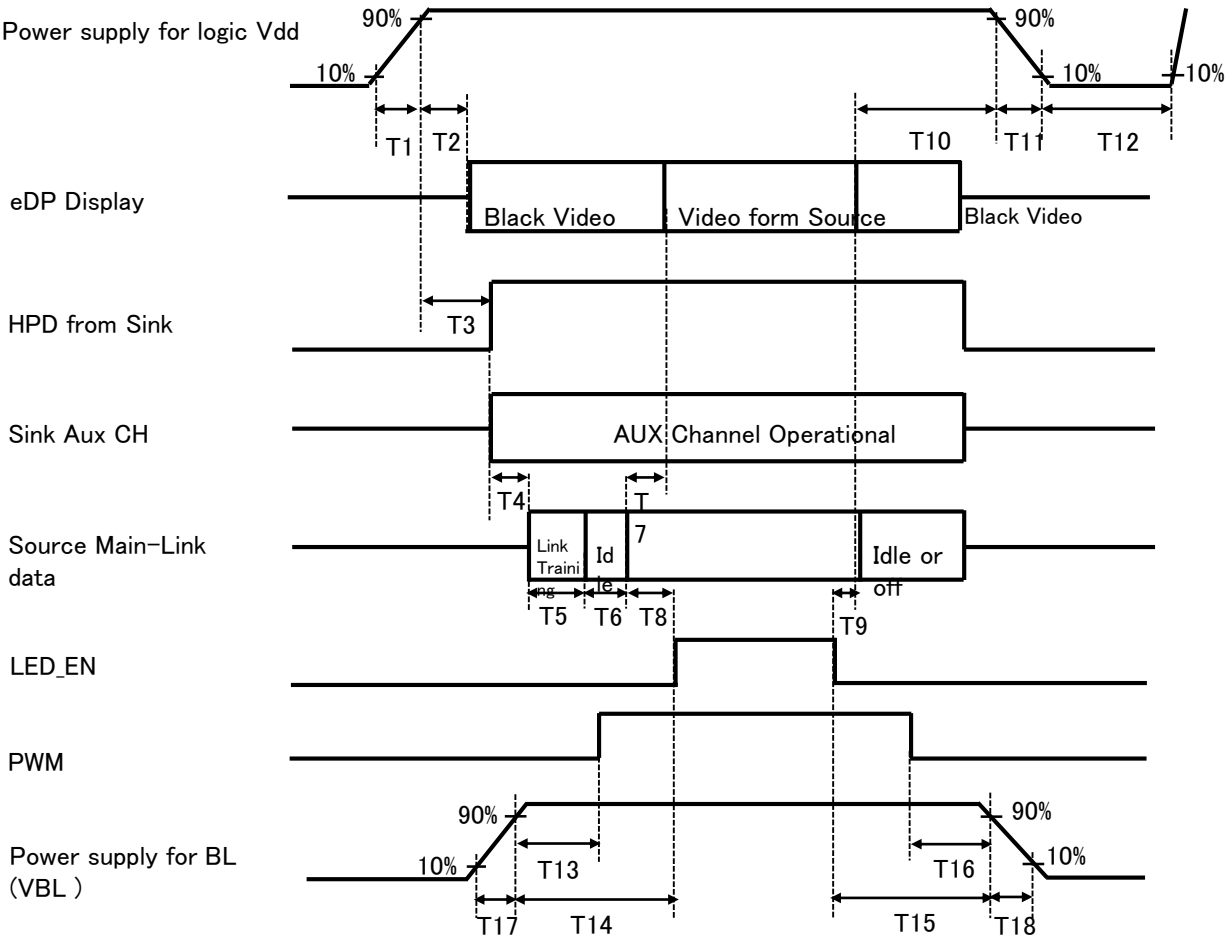 90%
90%
Power supply for logic Vdd
10%
10%
10%
T1
T2
T10
T11
T12
eDP Display
Black Video
Video form Source
Black Video
T3
HPD from Sink
Sink Aux CH
AUX Channel Operational
T4
T
7
Source Main-Link
data
Link
Traini
ng
Id
le
Idle or
off
T5
T6
T8
T9
LED_EN
PWM
90%
90%
Power supply for BL
(VBL )
10%
10%
T13
T16
T17
T14
T15
T18